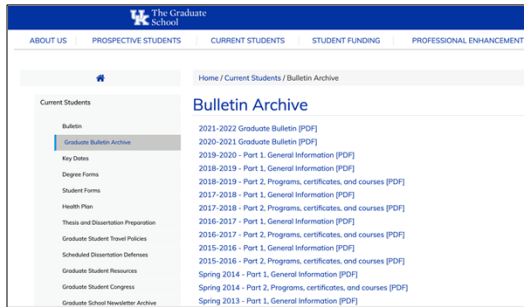 UK The Graduate
School
ABOUT US PROSPECTIVE STUDENTS CURRENT STUDENTS STUDENT FUNDING PROFESSIONAL ENHANCEMENT
Home / Current Students / Bulletin Archive
Current Students
Bulletin
Graduate Bulletin Archive
Key Dates
Degree Forms
Student Forms
Health Plan
Thesis and Dissertation Preparation
Graduate Student Travel Policies
Scheduled Dissertation Defenses
Graduate Student Resources
Graduate Student Congress
Graduate School Newsletter Archive
Bulletin Archive
2021-2022 Graduate Bulletin [PDF]
2020-2021 Graduate Bulletin [PDF]
2019-2020 - Part 1. General Information [PDF]
2018-2019 - Part 1, General Information [PDF]
2018-2019 - Part 2, Programs, certificates, and courses [PDF]
2017-2018 - Part 1, General Information [PDF]
2017-2018 - Part 2, Programs, certificates, and courses [PDF]
2016-2017 - Part 1, General Information [PDF]
2016-2017 - Part 2, Programs, certificates, and courses [PDF]
2015-2016 - Part 1, General Information [PDF]
2015-2016 - Part 2, Programs, certificates, and courses [PDF]
Spring 2014 - Part 1, General Information [PDF]
Spring 2014 - Part 2, Programs, certificates, and courses [PDF]
Spring 2013 - Part 1, General Information [PDF]